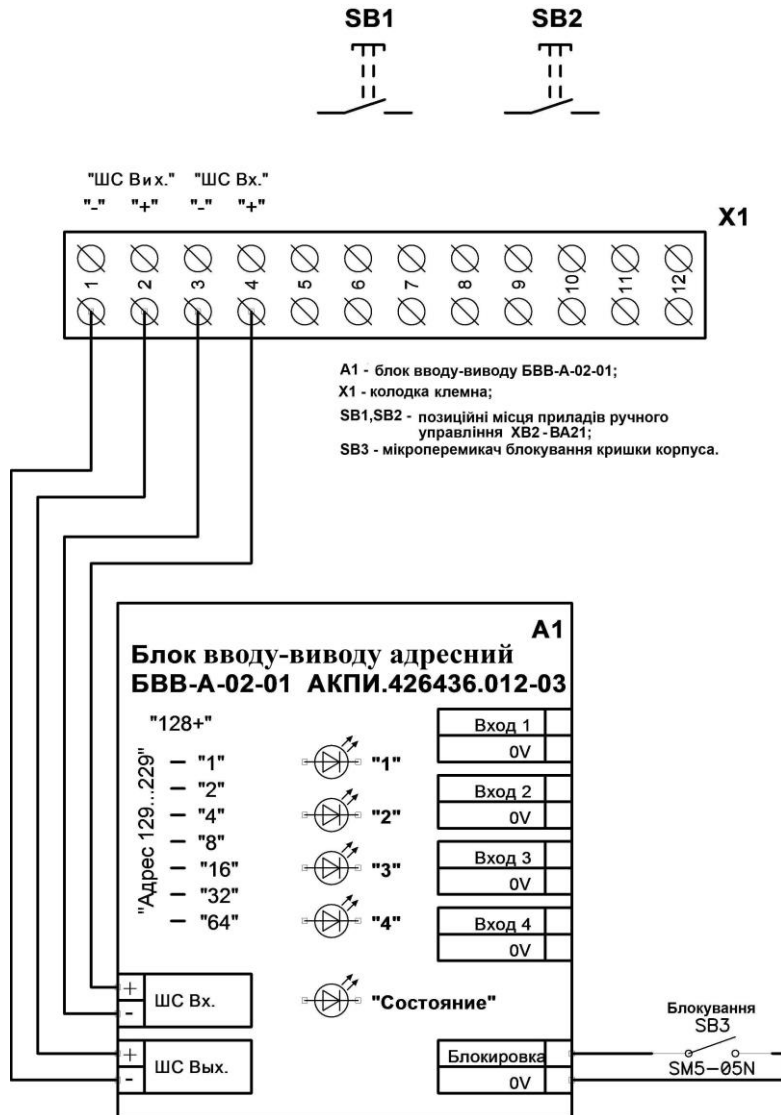 SB1 SB2
"ШС Вих." "ШС Вх."
"-" "+" "-" "+"
X1
1 2 3 4 5 6 7 8 9 10 11 12
А1 - блок вводу-виводу БВВ-А-02-01;
X1 - колодка клемна;
SB1,SB2 - позиційні місця приладів ручного
управління ХВ2-ВА21;
SB3 - мікроперемикач блокування кришки корпуса.
A1
Блок вводу-виводу адресний
БВВ-А-02-01 АКПИ.426436.012-03
"128+"
"Адрес 129...229"
"1"
"2"
"4"
"8"
"16"
"32"
"64"
"1"
"2"
"3"
"4"
"Состояние"
Вход 1
0V
Вход 2
0V
Вход 3
0V
Вход 4
0V
+ ШС Вх.
-
+ ШС Вых.
-
Блокировка
0V
Блокування
SB3
SM5-05N